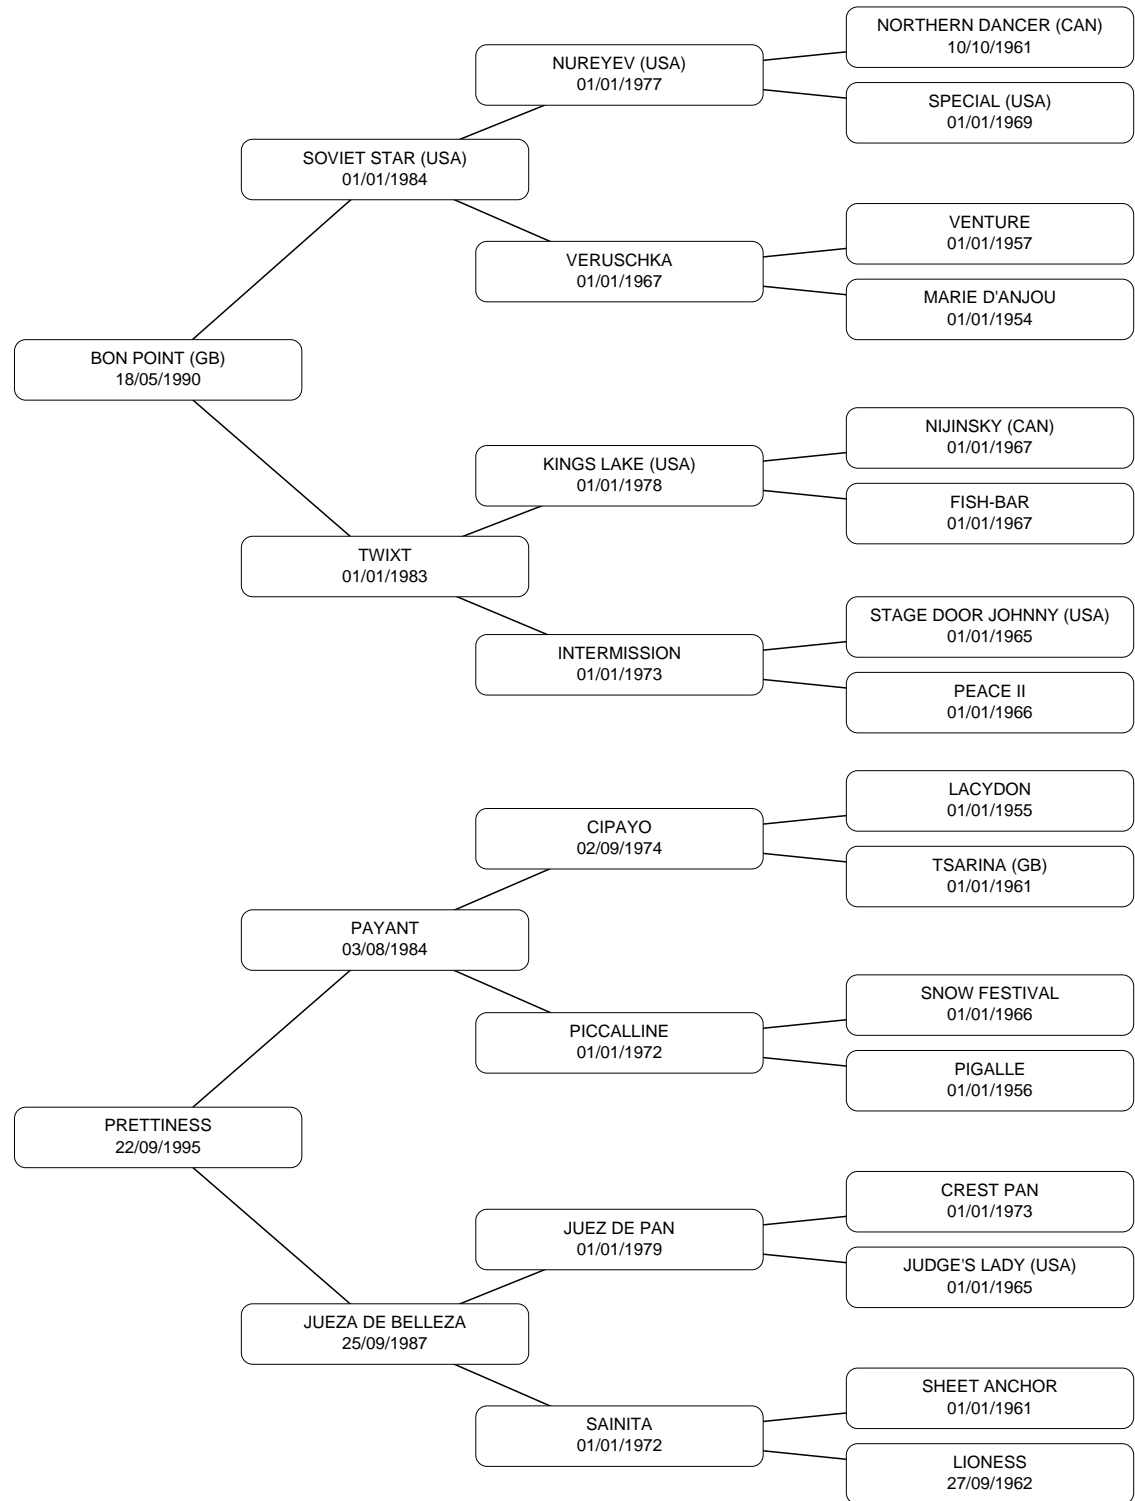 NORTHERN DANCER (CAN)
10/10/1961
NUREYEV (USA)
01/01/1977
SPECIAL (USA)
01/01/1969
SOVIET STAR (USA)
01/01/1984
VENTURE
01/01/1957
VERUSCHKA
01/01/1967
MARIE D'ANJOU
01/01/1954
BON POINT (GB)
18/05/1990
NIJINSKY (CAN)
01/01/1967
KINGS LAKE (USA)
01/01/1978
FISH-BAR
01/01/1967
TWIXT
01/01/1983
STAGE DOOR JOHNNY (USA)
01/01/1965
INTERMISSION
01/01/1973
PEACE II
01/01/1966
LACYDON
01/01/1955
CIPAYO
02/09/1974
TSARINA (GB)
01/01/1961
PAYANT
03/08/1984
SNOW FESTIVAL
01/01/1966
PICCALLINE
01/01/1972
PIGALLE
01/01/1956
PRETTINESS
22/09/1995
CREST PAN
01/01/1973
JUEZ DE PAN
01/01/1979
JUDGE'S LADY (USA)
01/01/1965
JUEZA DE BELLEZA
25/09/1987
SHEET ANCHOR
01/01/1961
SAINITA
01/01/1972
LIONESS
27/09/1962